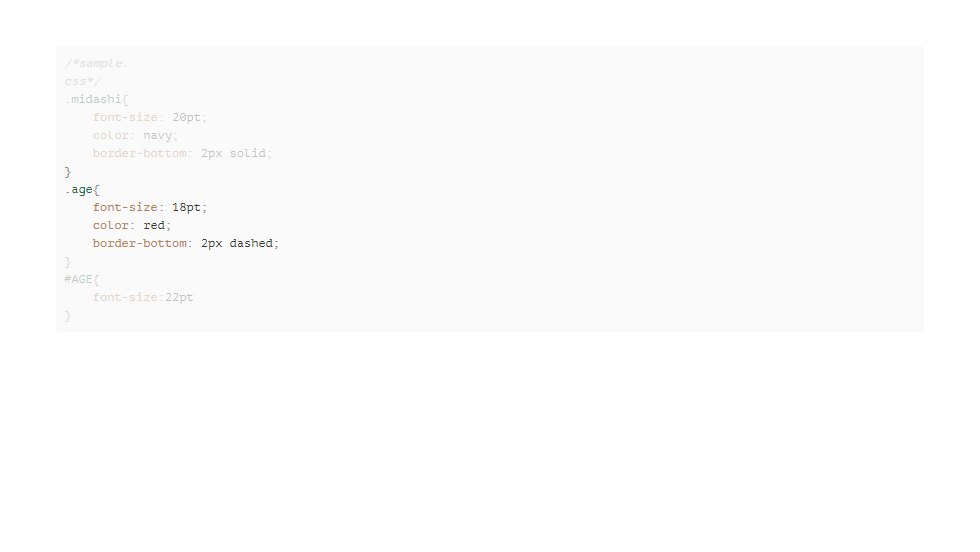 /*sample.
css*/
.midashi{
    font-size: 20pt;
    color: navy;
    border-bottom: 2px solid;
}
.age{
    font-size: 18pt;
    color: red;
    border-bottom: 2px dashed;
}
#AGE{
    font-size:22pt
}